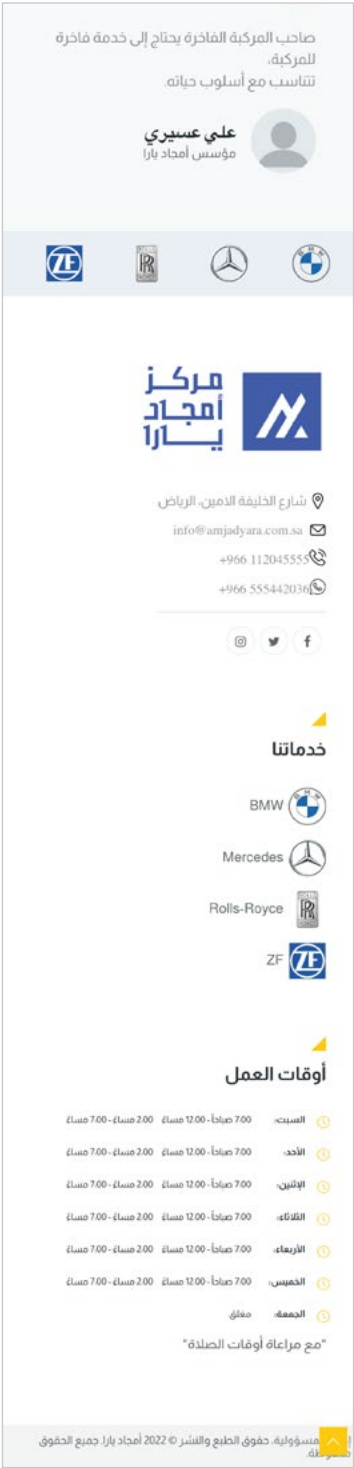 صاحب المركبة الفاخرة يحتاج إلى خدمة فاخرة
للمركبة،
تتناسب مع أسلوب حياته.
علي عسيري
مؤسس أمجاد يارا
مركز
أمجاد
يارا
شارع الخليفة الامين، الرياض
info@amjadyara.com.sa
+966 112045555
+966 555442036
خدماتنا
BMW
Mercedes
Rolls-Royce
ZF
أوقات العمل
السبت: 7:00 صباحاً - 12:00 مساءً 2:00 مساءً - 7:00 مساءً
الأحد: 7:00 صباحاً - 12:00 مساءً 2:00 مساءً - 7:00 مساءً
الإثنين: 7:00 صباحاً - 12:00 مساءً 2:00 مساءً - 7:00 مساءً
الثلاثاء: 7:00 صباحاً - 12:00 مساءً 2:00 مساءً - 7:00 مساءً
الأربعاء: 7:00 صباحاً - 12:00 مساءً 2:00 مساءً - 7:00 مساءً
الخميس: 7:00 صباحاً - 12:00 مساءً 2:00 مساءً - 7:00 مساءً
الجمعة: مغلق
"مع مراعاة أوقات الصلاة"
حقوق الطبع والنشر © 2022 أمجاد يارا. جميع الحقوق